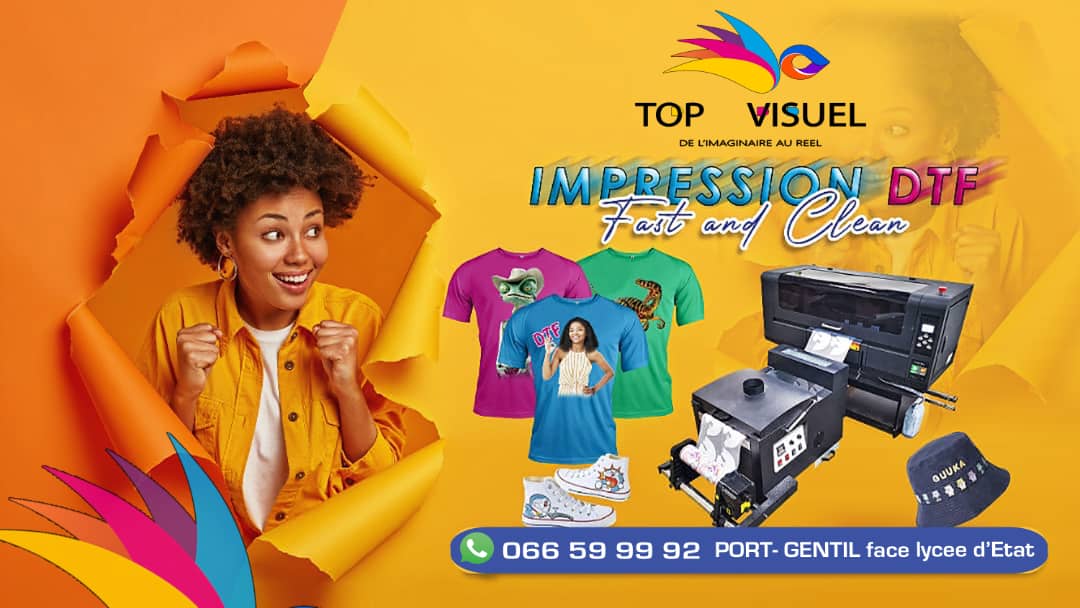 TOP VISUEL
DE L'IMAGINAIRE AU REEL
IMPRESSION DTF
Fast and Clean
DTF
GUUKA
066 59 99 92 PORT- GENTIL face lycee d'Etat